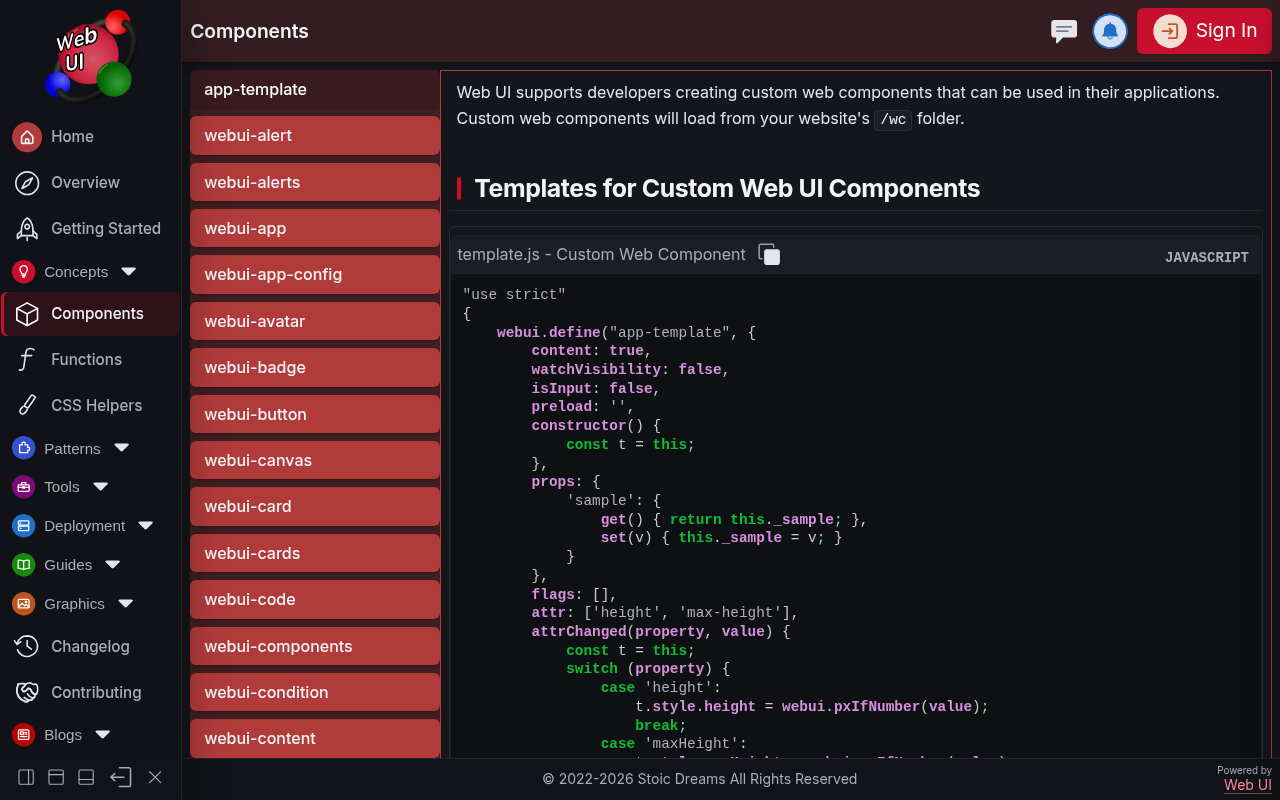 Web
UI
Home
Overview
Getting Started
Concepts
Components
Functions
CSS Helpers
Patterns
Tools
Deployment
Guides
Graphics
Changelog
Contributing
Blogs
Components
Sign In
app-template
webui-alert
webui-alerts
webui-app
webui-app-config
webui-avatar
webui-badge
webui-button
webui-canvas
webui-card
webui-cards
webui-code
webui-components
webui-condition
webui-content
Web UI supports developers creating custom web components that can be used in their applications.
Custom web components will load from your website's /wc folder.
Templates for Custom Web UI Components
template.js - Custom Web Component
JAVASCRIPT
"use strict"
{
    webui.define("app-template", {
        content: true,
        watchVisibility: false,
        isInput: false,
        preload: '',
        constructor() {
            const t = this;
        },
        props: {
            'sample': {
                get() { return this._sample; },
                set(v) { this._sample = v; }
            }
        },
        flags: [],
        attr: ['height', 'max-height'],
        attrChanged(property, value) {
            const t = this;
            switch (property) {
                case 'height':
                    t.style.height = webui.pxIfNumber(value);
                    break;
                case 'maxHeight':
© 2022-2026 Stoic Dreams All Rights Reserved
Powered by
Web UI